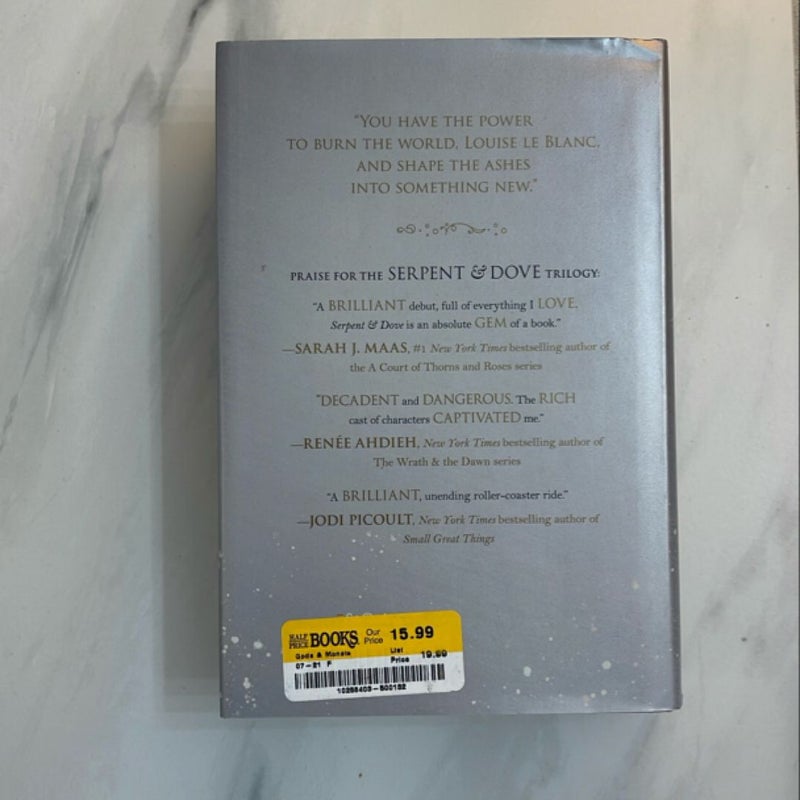 "YOU HAVE THE POWER
TO BURN THE WORLD, LOUISE LE BLANC,
AND SHAPE THE ASHES
INTO SOMETHING NEW."
PRAISE FOR THE SERPENT & DOVE TRILOGY:
"A BRILLIANT debut, full of everything I LOVE.
Serpent & Dove is an absolute GEM of a book."
—SARAH J. MAAS, #1 New York Times bestselling author of
the A Court of Thorns and Roses series
"DECADENT and DANGEROUS. The RICH
cast of characters CAPTIVATED me."
—RENÉE AHDIEH, New York Times bestselling author of
The Wrath & the Dawn series
"A BRILLIANT, unending roller-coaster ride."
—JODI PICOULT, New York Times bestselling author of
Small Great Things
HALF PRICE BOOKS Our Price 15.99
Gods & Monste List Price 19.99
07-21 F